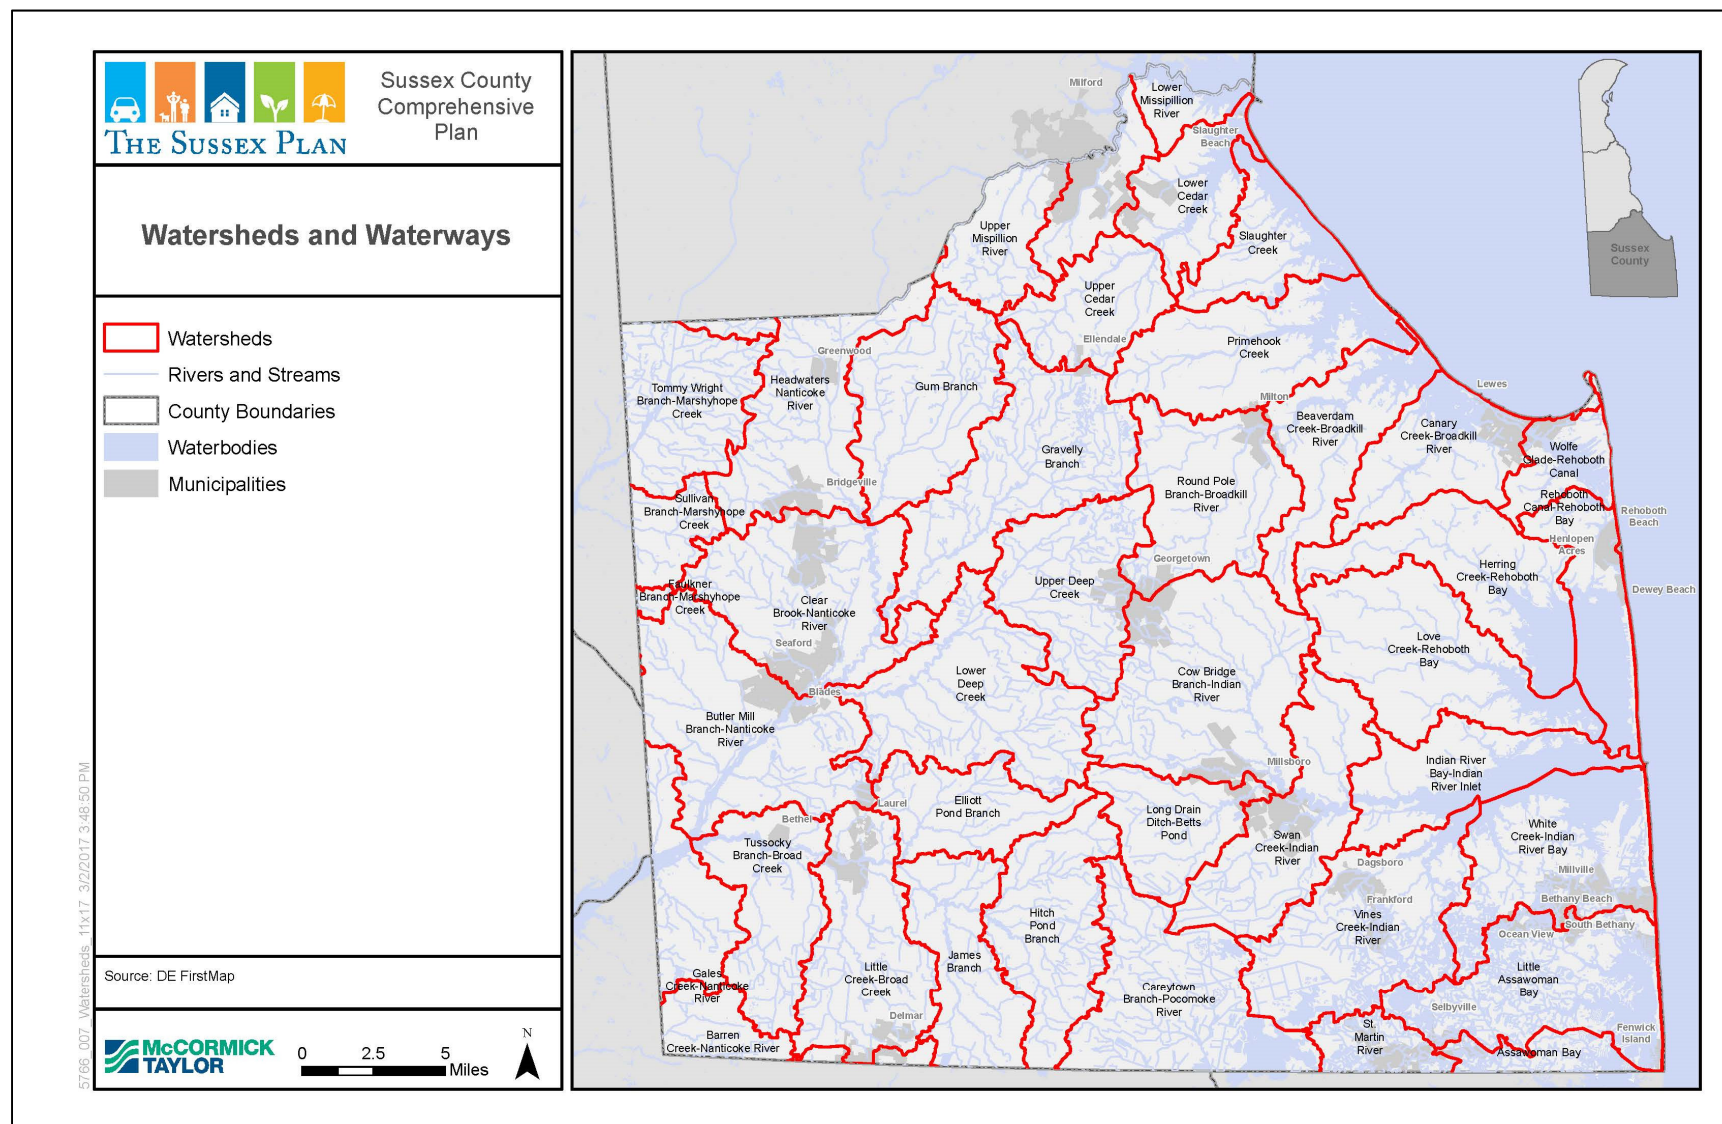 THE SUSSEX PLAN
Sussex County
Comprehensive
Plan
Watersheds and Waterways
Watersheds
Rivers and Streams
County Boundaries
Waterbodies
Municipalities
Source: DE FirstMap
McCORMICK
TAYLOR
0 2.5 5
Miles
N
5766_007_Watersheds_11x17 3/2/2017 3:48:50 PM
Milford
Lower
Missipillion
River
Slaughter
Beach
Lower
Cedar
Creek
Upper
Mispillion
River
Slaughter
Creek
Sussex
County
Upper
Cedar
Creek
Ellendale
Primehook
Creek
Greenwood
Tommy Wright
Branch-Marshyhope
Creek
Headwaters
Nanticoke
River
Gum Branch
Lewes
Milton
Beaverdam
Creek-Broadkill
River
Canary
Creek-Broadkill
River
Wolfe
Glade-Rehoboth
Canal
Gravelly
Branch
Bridgeville
Round Pole
Branch-Broadkill
River
Sullivan
Branch-Marshyhope
Creek
Rehoboth
Canal-Rehoboth
Bay
Rehoboth
Beach
Henlopen
Acres
Georgetown
Herring
Creek-Rehoboth
Bay
Dewey Beach
Faulkner
Branch-Marshyhope
Creek
Clear
Brook-Nanticoke
River
Upper Deep
Creek
Seaford
Love
Creek-Rehoboth
Bay
Lower
Deep
Creek
Cow Bridge
Branch-Indian
River
Blades
Butler Mill
Branch-Nanticoke
River
Millsboro
Indian River
Bay-Indian
River Inlet
Laurel
Elliott
Pond Branch
Long Drain
Ditch-Betts
Pond
Bethel
Tussocky
Branch-Broad
Creek
Swan
Creek-Indian
River
White
Creek-Indian
River Bay
Dagsboro
Millville
Frankford
Bethany Beach
Hitch
Pond
Branch
Vines
Creek-Indian
River
South Bethany
Ocean View
James
Branch
Gales
Creek-Nanticoke
River
Little
Creek-Broad
Creek
Careytown
Branch-Pocomoke
River
Little
Assawoman
Bay
Selbyville
Delmar
Barren
Creek-Nanticoke River
St.
Martin
River
Fenwick
Island
Assawoman Bay